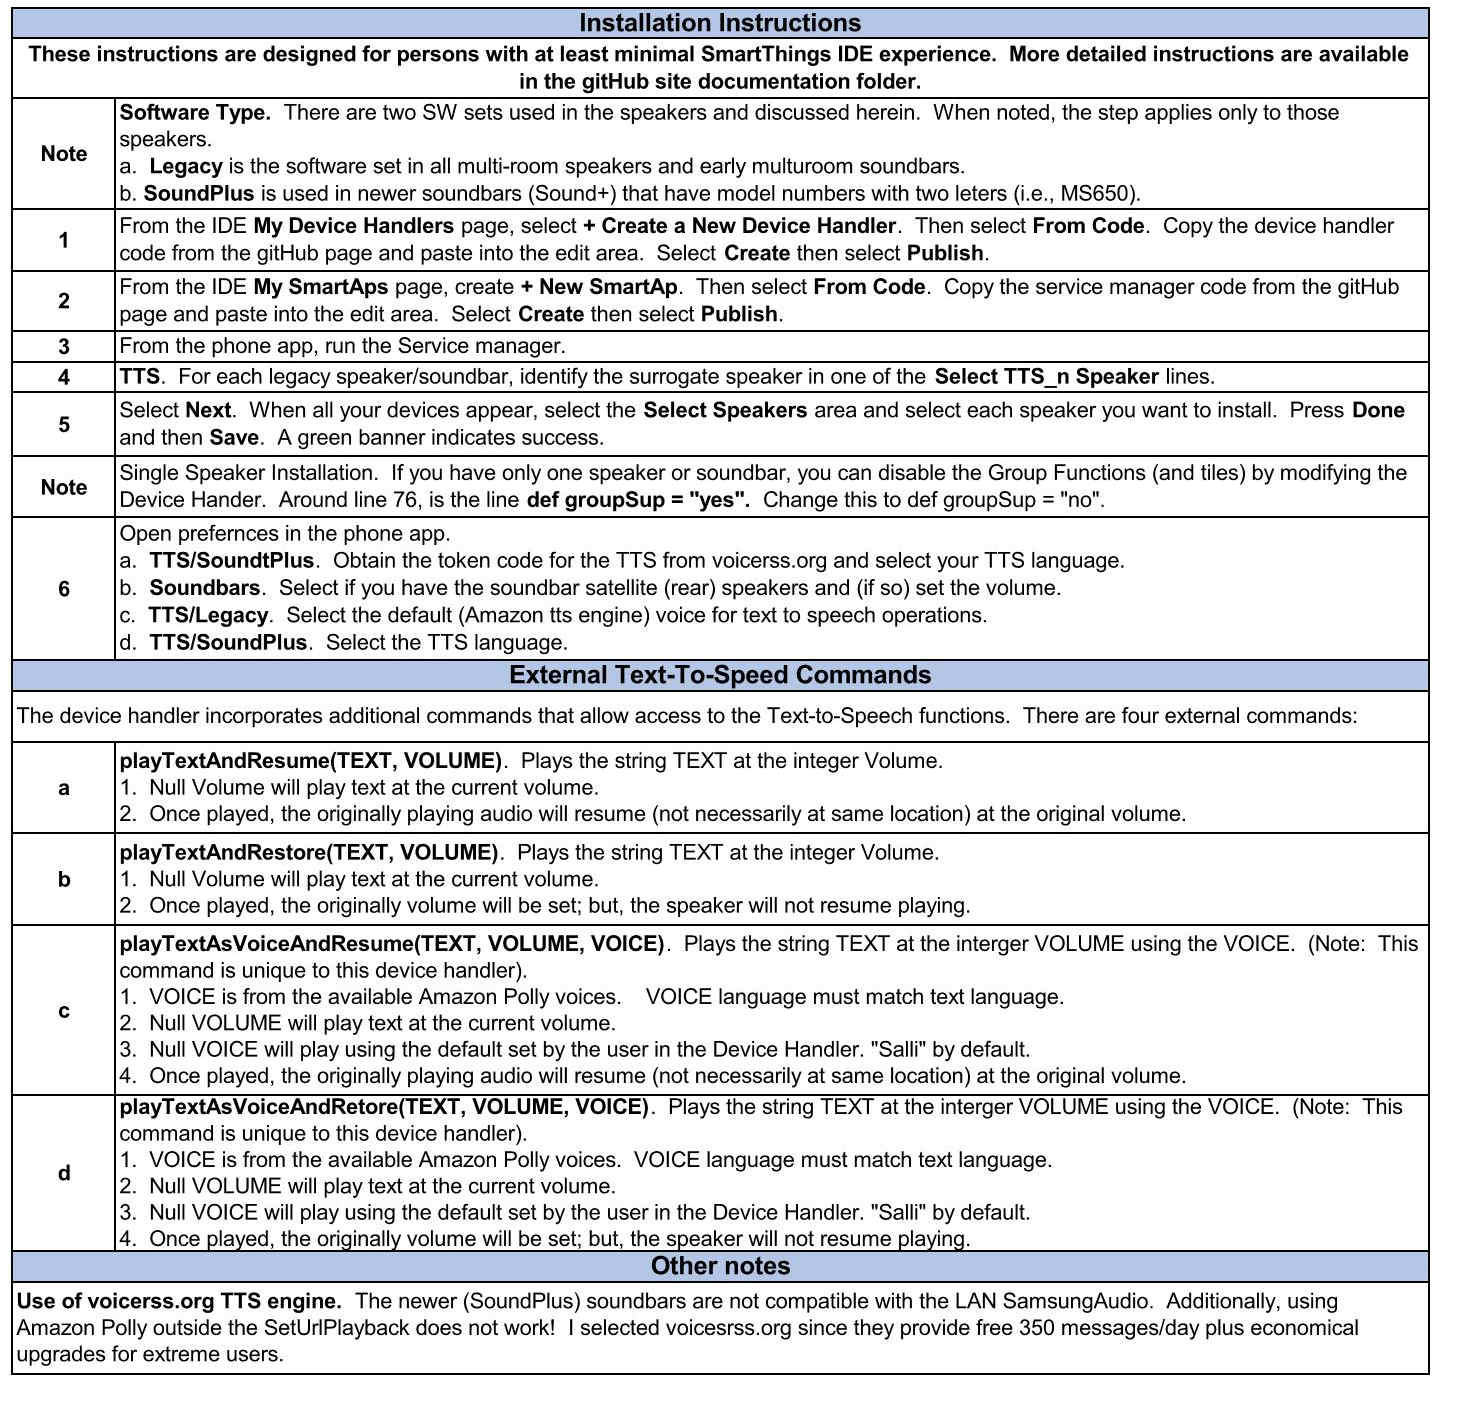 Installation Instructions
These instructions are designed for persons with at least minimal SmartThings IDE experience.  More detailed instructions are available
in the gitHub site documentation folder.
Note
Software Type.  There are two SW sets used in the speakers and discussed herein.  When noted, the step applies only to those
speakers.
a.  Legacy is the software set in all multi-room speakers and early multuroom soundbars.
b. SoundPlus is used in newer soundbars (Sound+) that have model numbers with two leters (i.e., MS650).
1
From the IDE My Device Handlers page, select + Create a New Device Handler.  Then select From Code.  Copy the device handler
code from the gitHub page and paste into the edit area.  Select Create then select Publish.
2
From the IDE My SmartAps page, create + New SmartAp.  Then select From Code.  Copy the service manager code from the gitHub
page and paste into the edit area.  Select Create then select Publish.
3
From the phone app, run the Service manager.
4
TTS.  For each legacy speaker/soundbar, identify the surrogate speaker in one of the Select TTS_n Speaker lines.
5
Select Next.  When all your devices appear, select the Select Speakers area and select each speaker you want to install.  Press Done
and then Save.  A green banner indicates success.
Note
Single Speaker Installation.  If you have only one speaker or soundbar, you can disable the Group Functions (and tiles) by modifying the
Device Hander.  Around line 76, is the line def groupSup = "yes".  Change this to def groupSup = "no".
6
Open prefernces in the phone app.
a.  TTS/SoundtPlus.  Obtain the token code for the TTS from voicerss.org and select your TTS language.
b.  Soundbars.  Select if you have the soundbar satellite (rear) speakers and (if so) set the volume.
c.  TTS/Legacy.  Select the default (Amazon tts engine) voice for text to speech operations.
d.  TTS/SoundPlus.  Select the TTS language.
External Text-To-Speed Commands
The device handler incorporates additional commands that allow access to the Text-to-Speech functions.  There are four external commands:
a
playTextAndResume(TEXT, VOLUME).  Plays the string TEXT at the integer Volume.
1.  Null Volume will play text at the current volume.
2.  Once played, the originally playing audio will resume (not necessarily at same location) at the original volume.
b
playTextAndRestore(TEXT, VOLUME).  Plays the string TEXT at the integer Volume.
1.  Null Volume will play text at the current volume.
2.  Once played, the originally volume will be set; but, the speaker will not resume playing.
c
playTextAsVoiceAndResume(TEXT, VOLUME, VOICE).  Plays the string TEXT at the interger VOLUME using the VOICE.  (Note:  This
command is unique to this device handler).
1.  VOICE is from the available Amazon Polly voices.    VOICE language must match text language.
2.  Null VOLUME will play text at the current volume.
3.  Null VOICE will play using the default set by the user in the Device Handler. "Salli" by default.
4.  Once played, the originally playing audio will resume (not necessarily at same location) at the original volume.
d
playTextAsVoiceAndRetore(TEXT, VOLUME, VOICE).  Plays the string TEXT at the interger VOLUME using the VOICE.  (Note:  This
command is unique to this device handler).
1.  VOICE is from the available Amazon Polly voices.  VOICE language must match text language.
2.  Null VOLUME will play text at the current volume.
3.  Null VOICE will play using the default set by the user in the Device Handler. "Salli" by default.
4.  Once played, the originally volume will be set; but, the speaker will not resume playing.
Other notes
Use of voicerss.org TTS engine.  The newer (SoundPlus) soundbars are not compatible with the LAN SamsungAudio.  Additionally, using
Amazon Polly outside the SetUrlPlayback does not work!  I selected voicesrss.org since they provide free 350 messages/day plus economical
upgrades for extreme users.